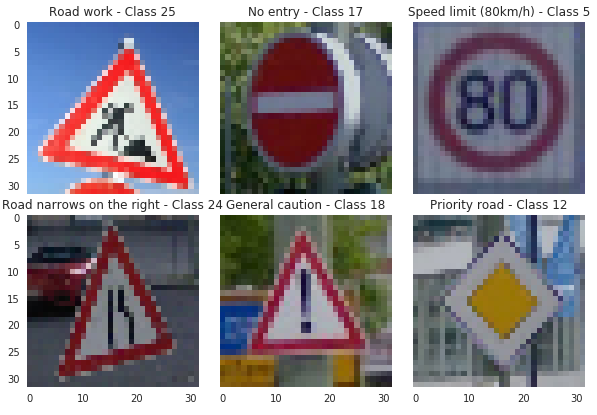 Road work - Class 25
No entry - Class 17
Speed limit (80km/h) - Class 5
0
5
10
15
20
25
30
80
Road narrows on the right - Class 24
General caution - Class 18
Priority road - Class 12
0
5
10
15
20
25
30
!
0 10 20 30
0 10 20 30
0 10 20 30